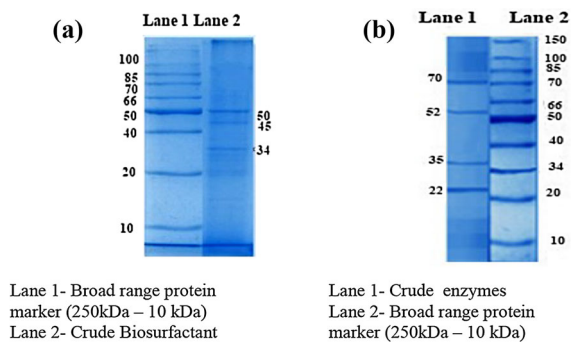 (a)
Lane 1 Lane 2
100
85
70
66
50
40
20
10
50
45
34
Lane 1- Broad range protein
marker (250kDa – 10 kDa)
Lane 2- Crude Biosurfactant
(b)
Lane 1
Lane 2
70
52
35
22
150
100
85
70
66
50
40
34
20
10
Lane 1- Crude enzymes
Lane 2- Broad range protein
marker (250kDa – 10 kDa)